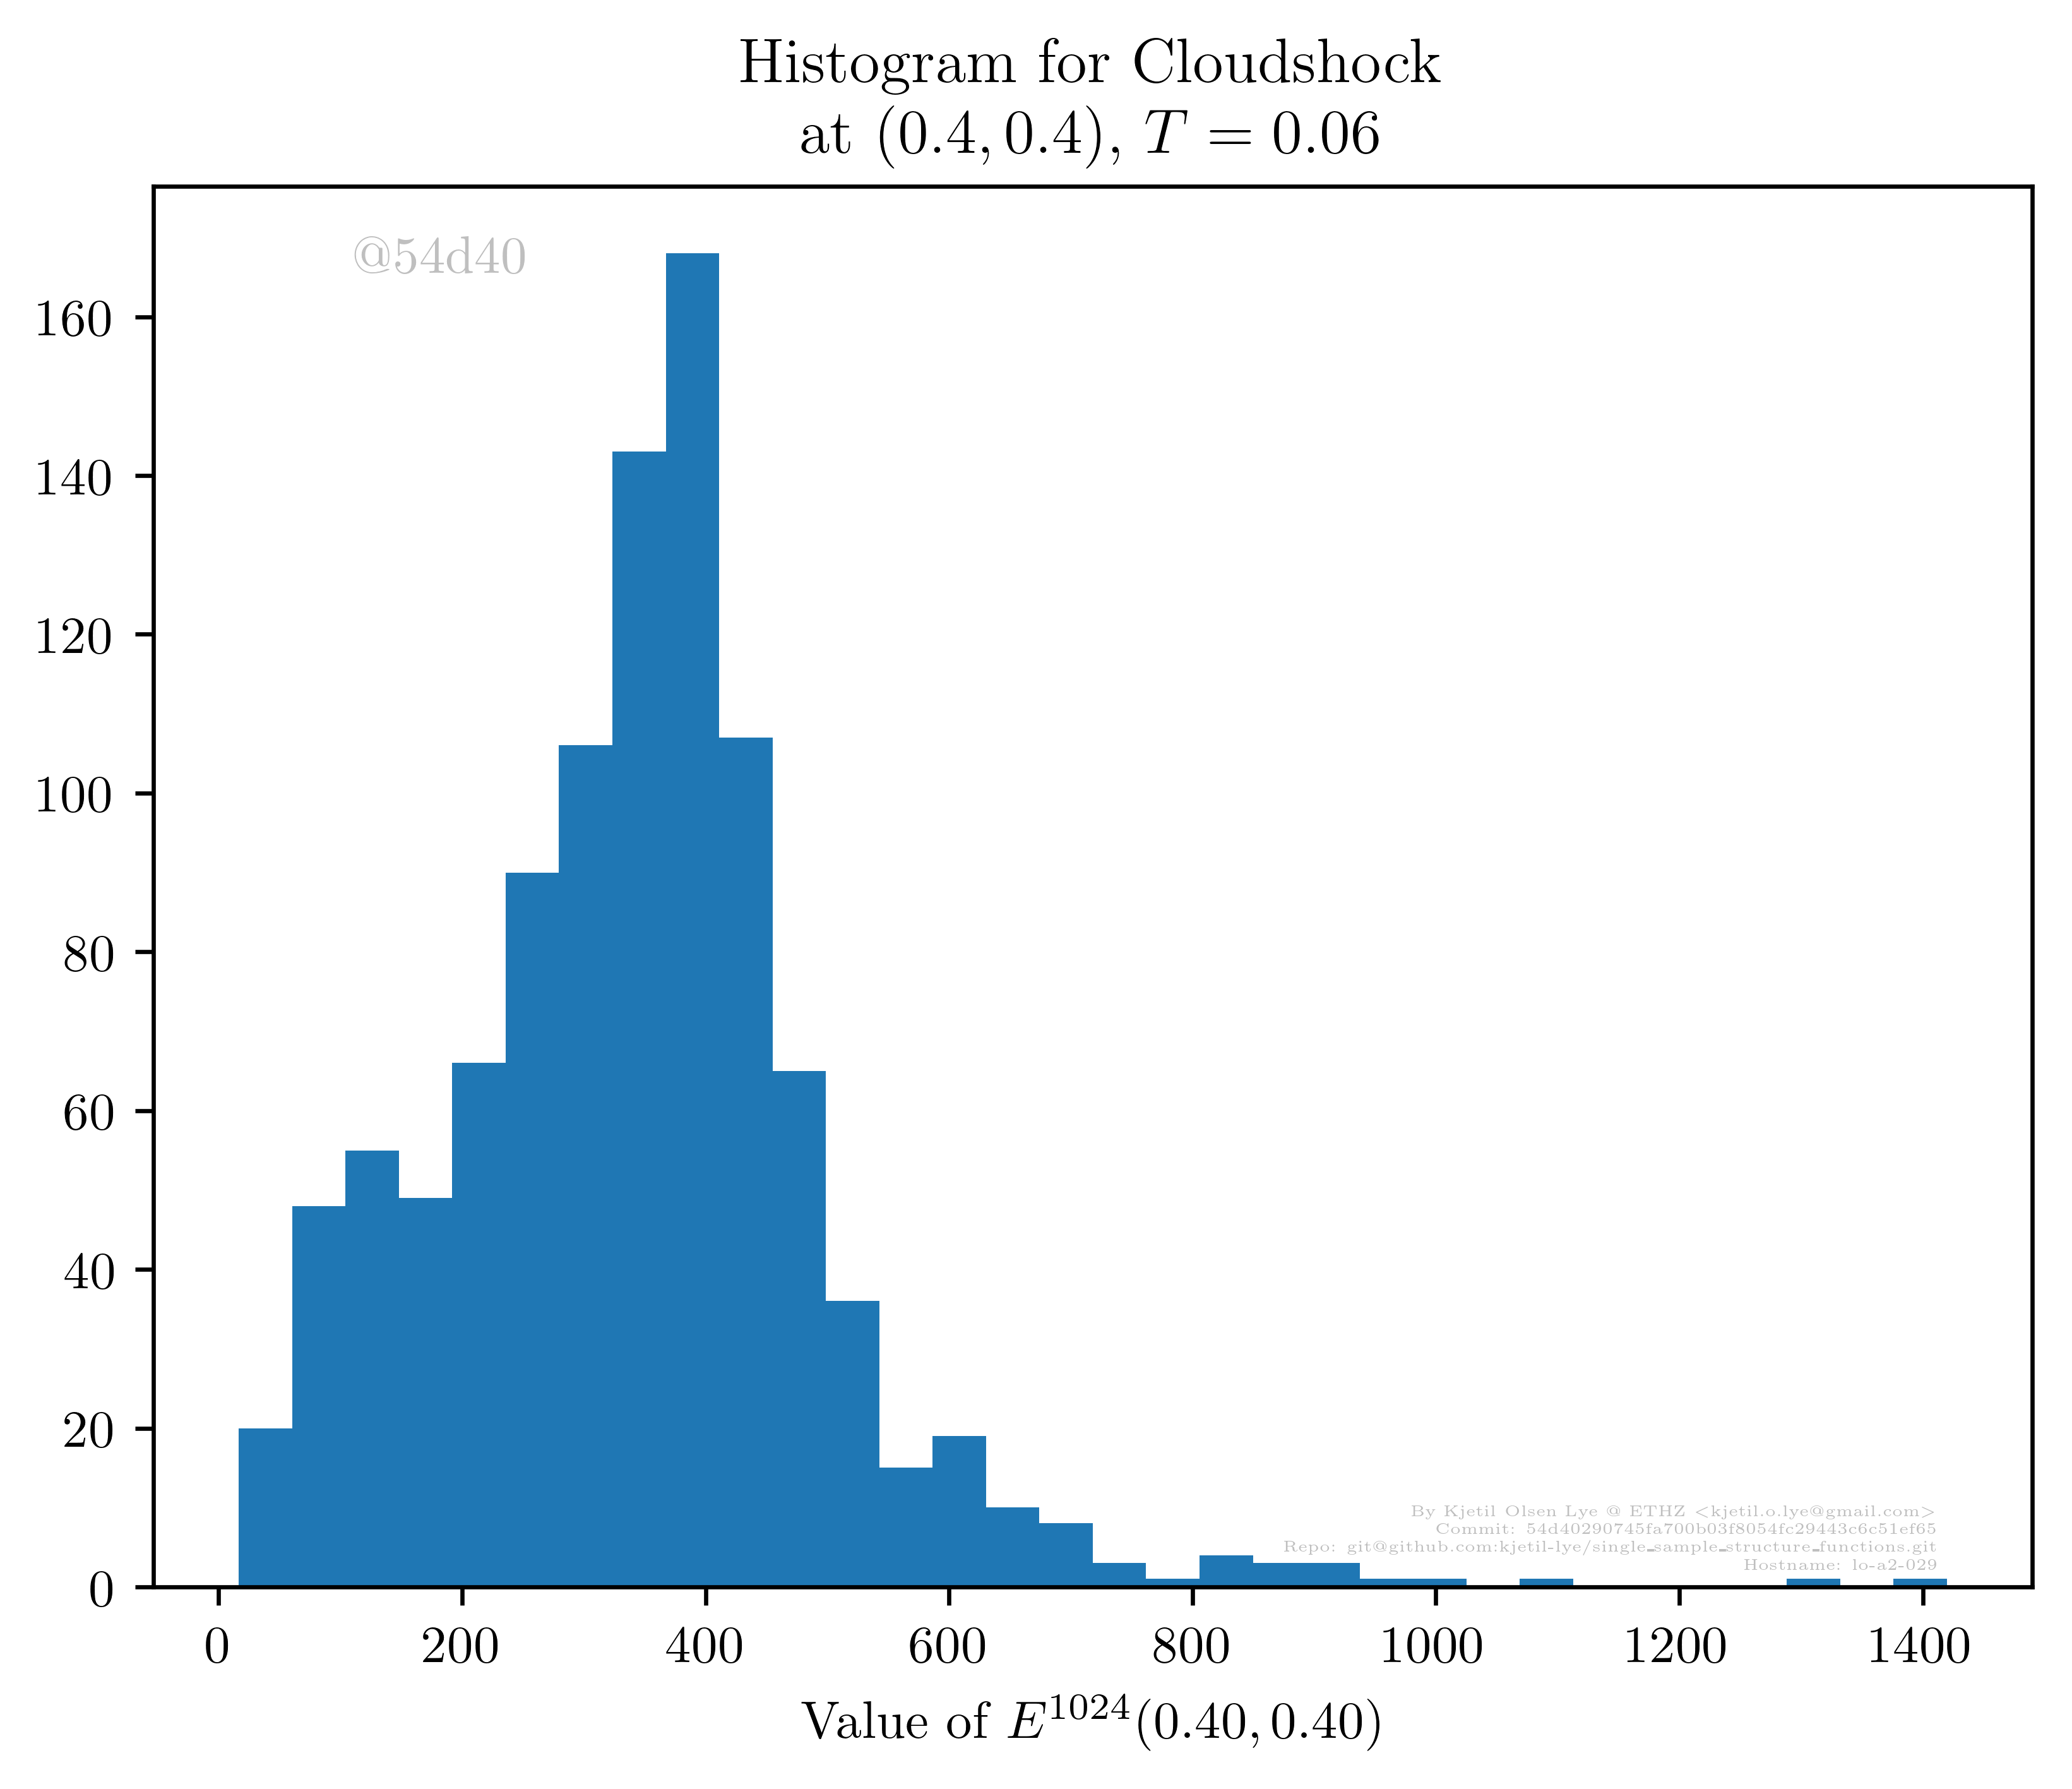 Histogram for Cloudshock
at (0.4, 0.4), T = 0.06
@54d40
160
140
120
100
80
60
40
20
0
By Kjetil Olsen Lye @ ETHZ <kjetil.o.lye@gmail.com>
Commit: 54d40290745fa700b03f8054fc29443c6c51ef65
Repo: git@github.com:kjetil-lye/single_sample_structure_functions.git
Hostname: lo-a2-029
0 200 400 600 800 1000 1200 1400
Value of E^1024(0.40, 0.40)